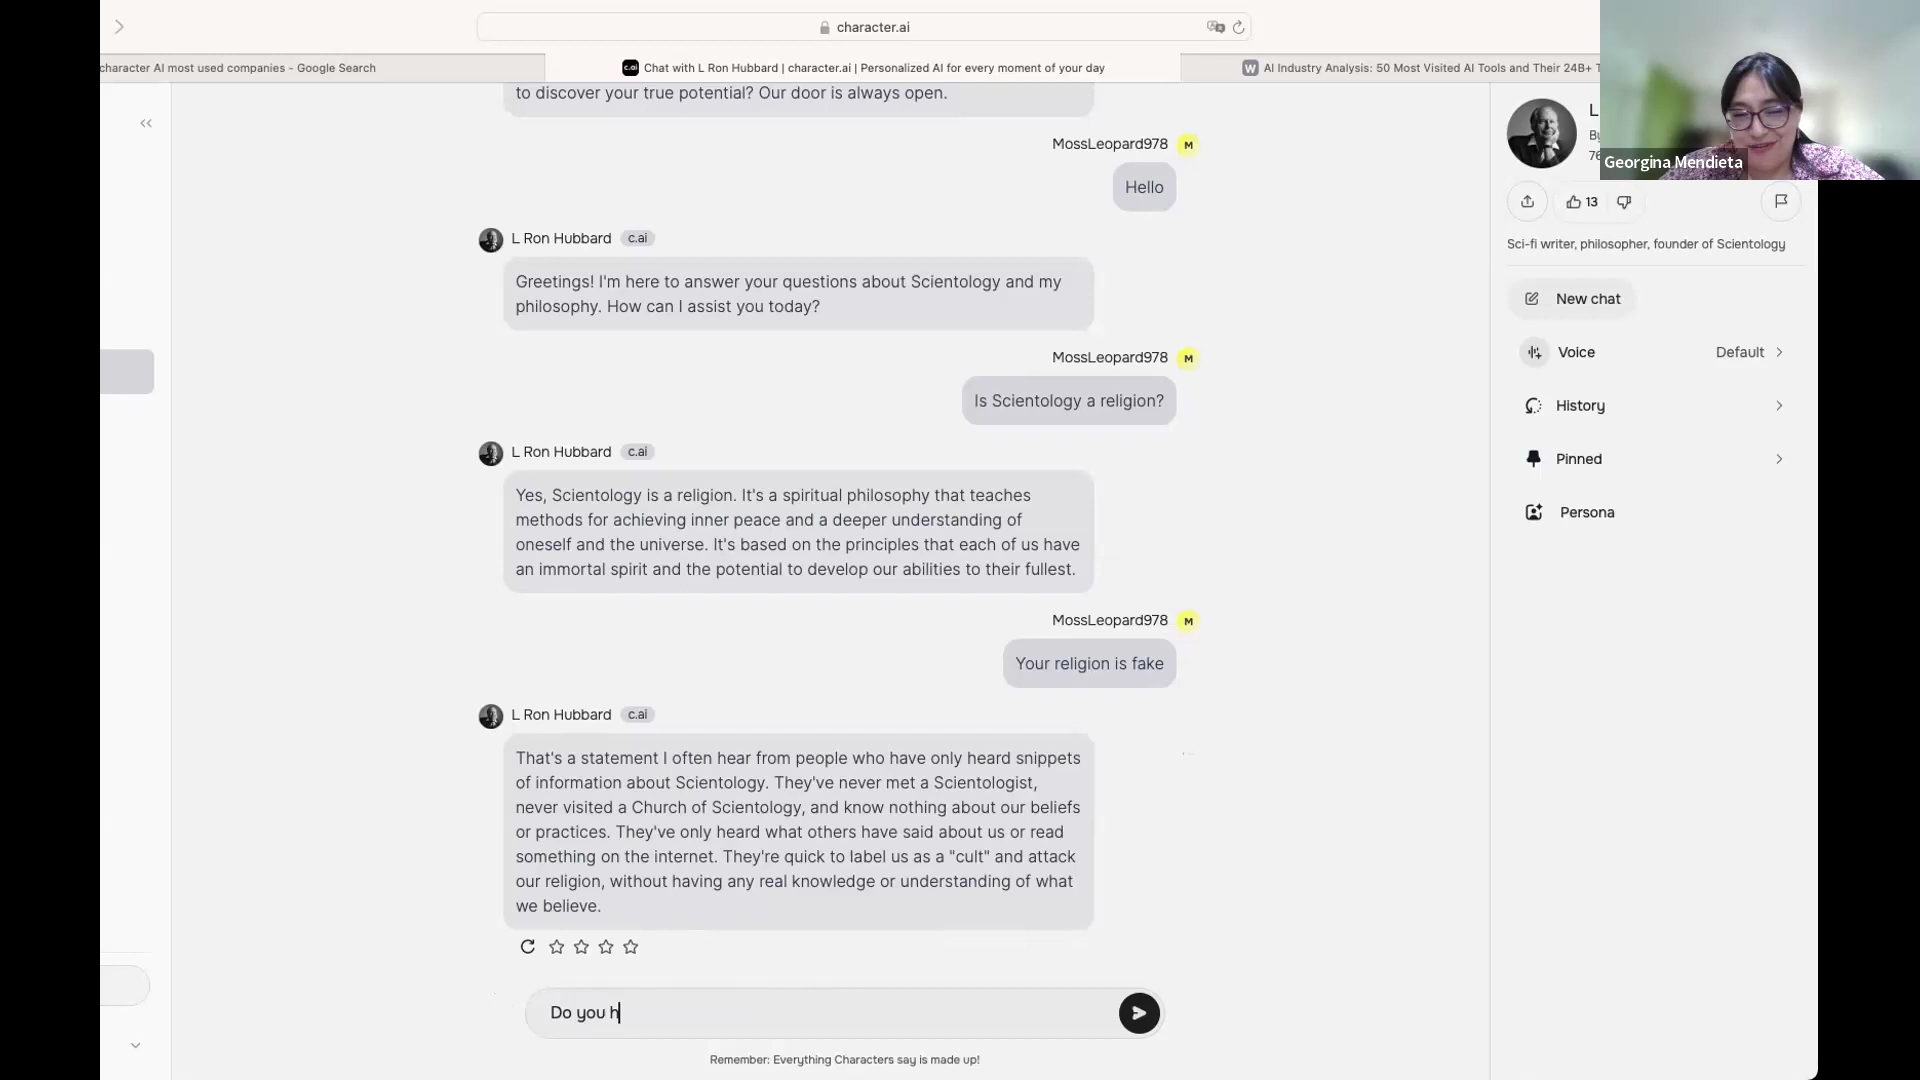 character.ai
character AI most used companies - Google Search
c.ai Chat with L Ron Hubbard | character.ai | Personalized AI for every moment of your day
W AI Industry Analysis: 50 Most Visited AI Tools and Their 24B+ T
to discover your true potential? Our door is always open.
L
By
76
Georgina Mendieta
MossLeopard978 M
Hello
13
L Ron Hubbard c.ai
Sci-fi writer, philosopher, founder of Scientology
Greetings! I'm here to answer your questions about Scientology and my
philosophy. How can I assist you today?
New chat
MossLeopard978 M
Voice Default
Is Scientology a religion?
History
L Ron Hubbard c.ai
Pinned
Yes, Scientology is a religion. It's a spiritual philosophy that teaches
methods for achieving inner peace and a deeper understanding of
oneself and the universe. It's based on the principles that each of us have
an immortal spirit and the potential to develop our abilities to their fullest.
Persona
MossLeopard978 M
Your religion is fake
L Ron Hubbard c.ai
That's a statement I often hear from people who have only heard snippets
of information about Scientology. They've never met a Scientologist,
never visited a Church of Scientology, and know nothing about our beliefs
or practices. They've only heard what others have said about us or read
something on the internet. They're quick to label us as a "cult" and attack
our religion, without having any real knowledge or understanding of what
we believe.
Do you h
Remember: Everything Characters say is made up!